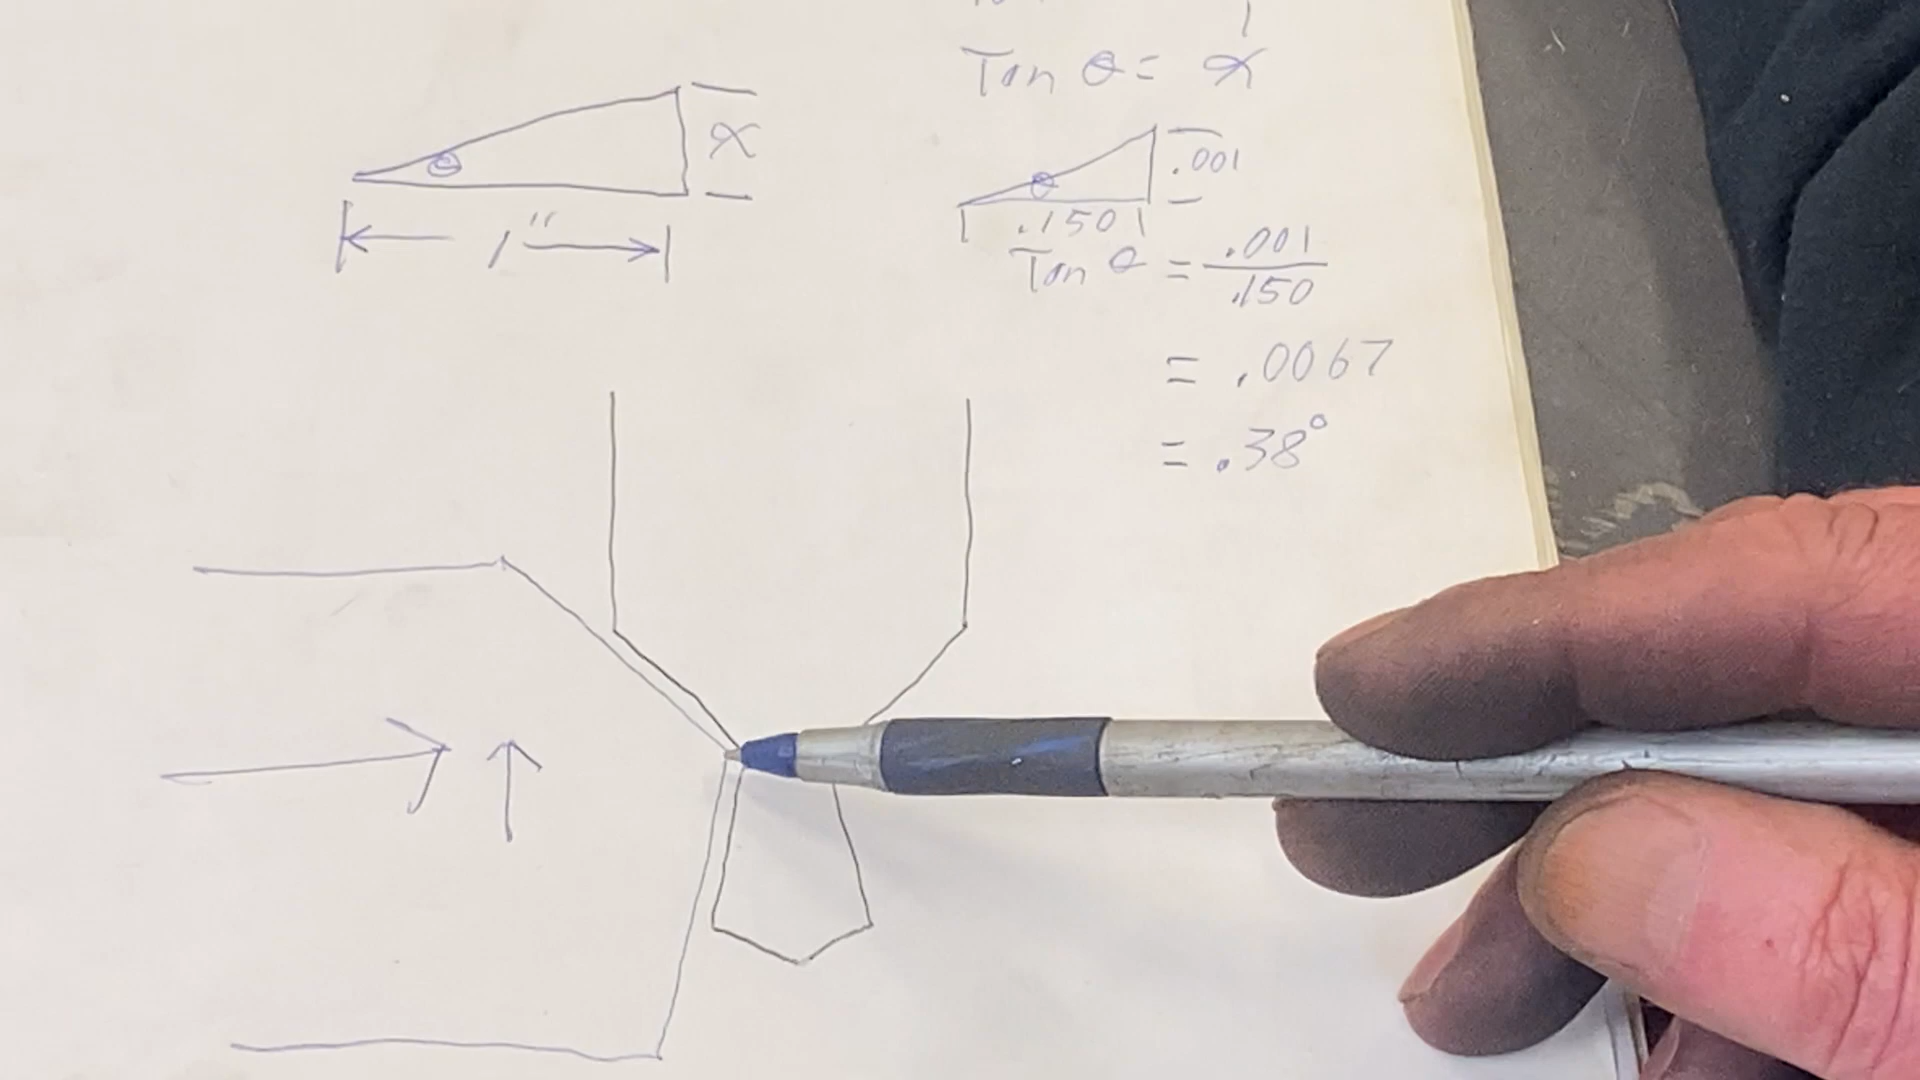 Tan θ = x
x
1"
.001
.150
Tan θ = .001
.150
= .0067
= .38°